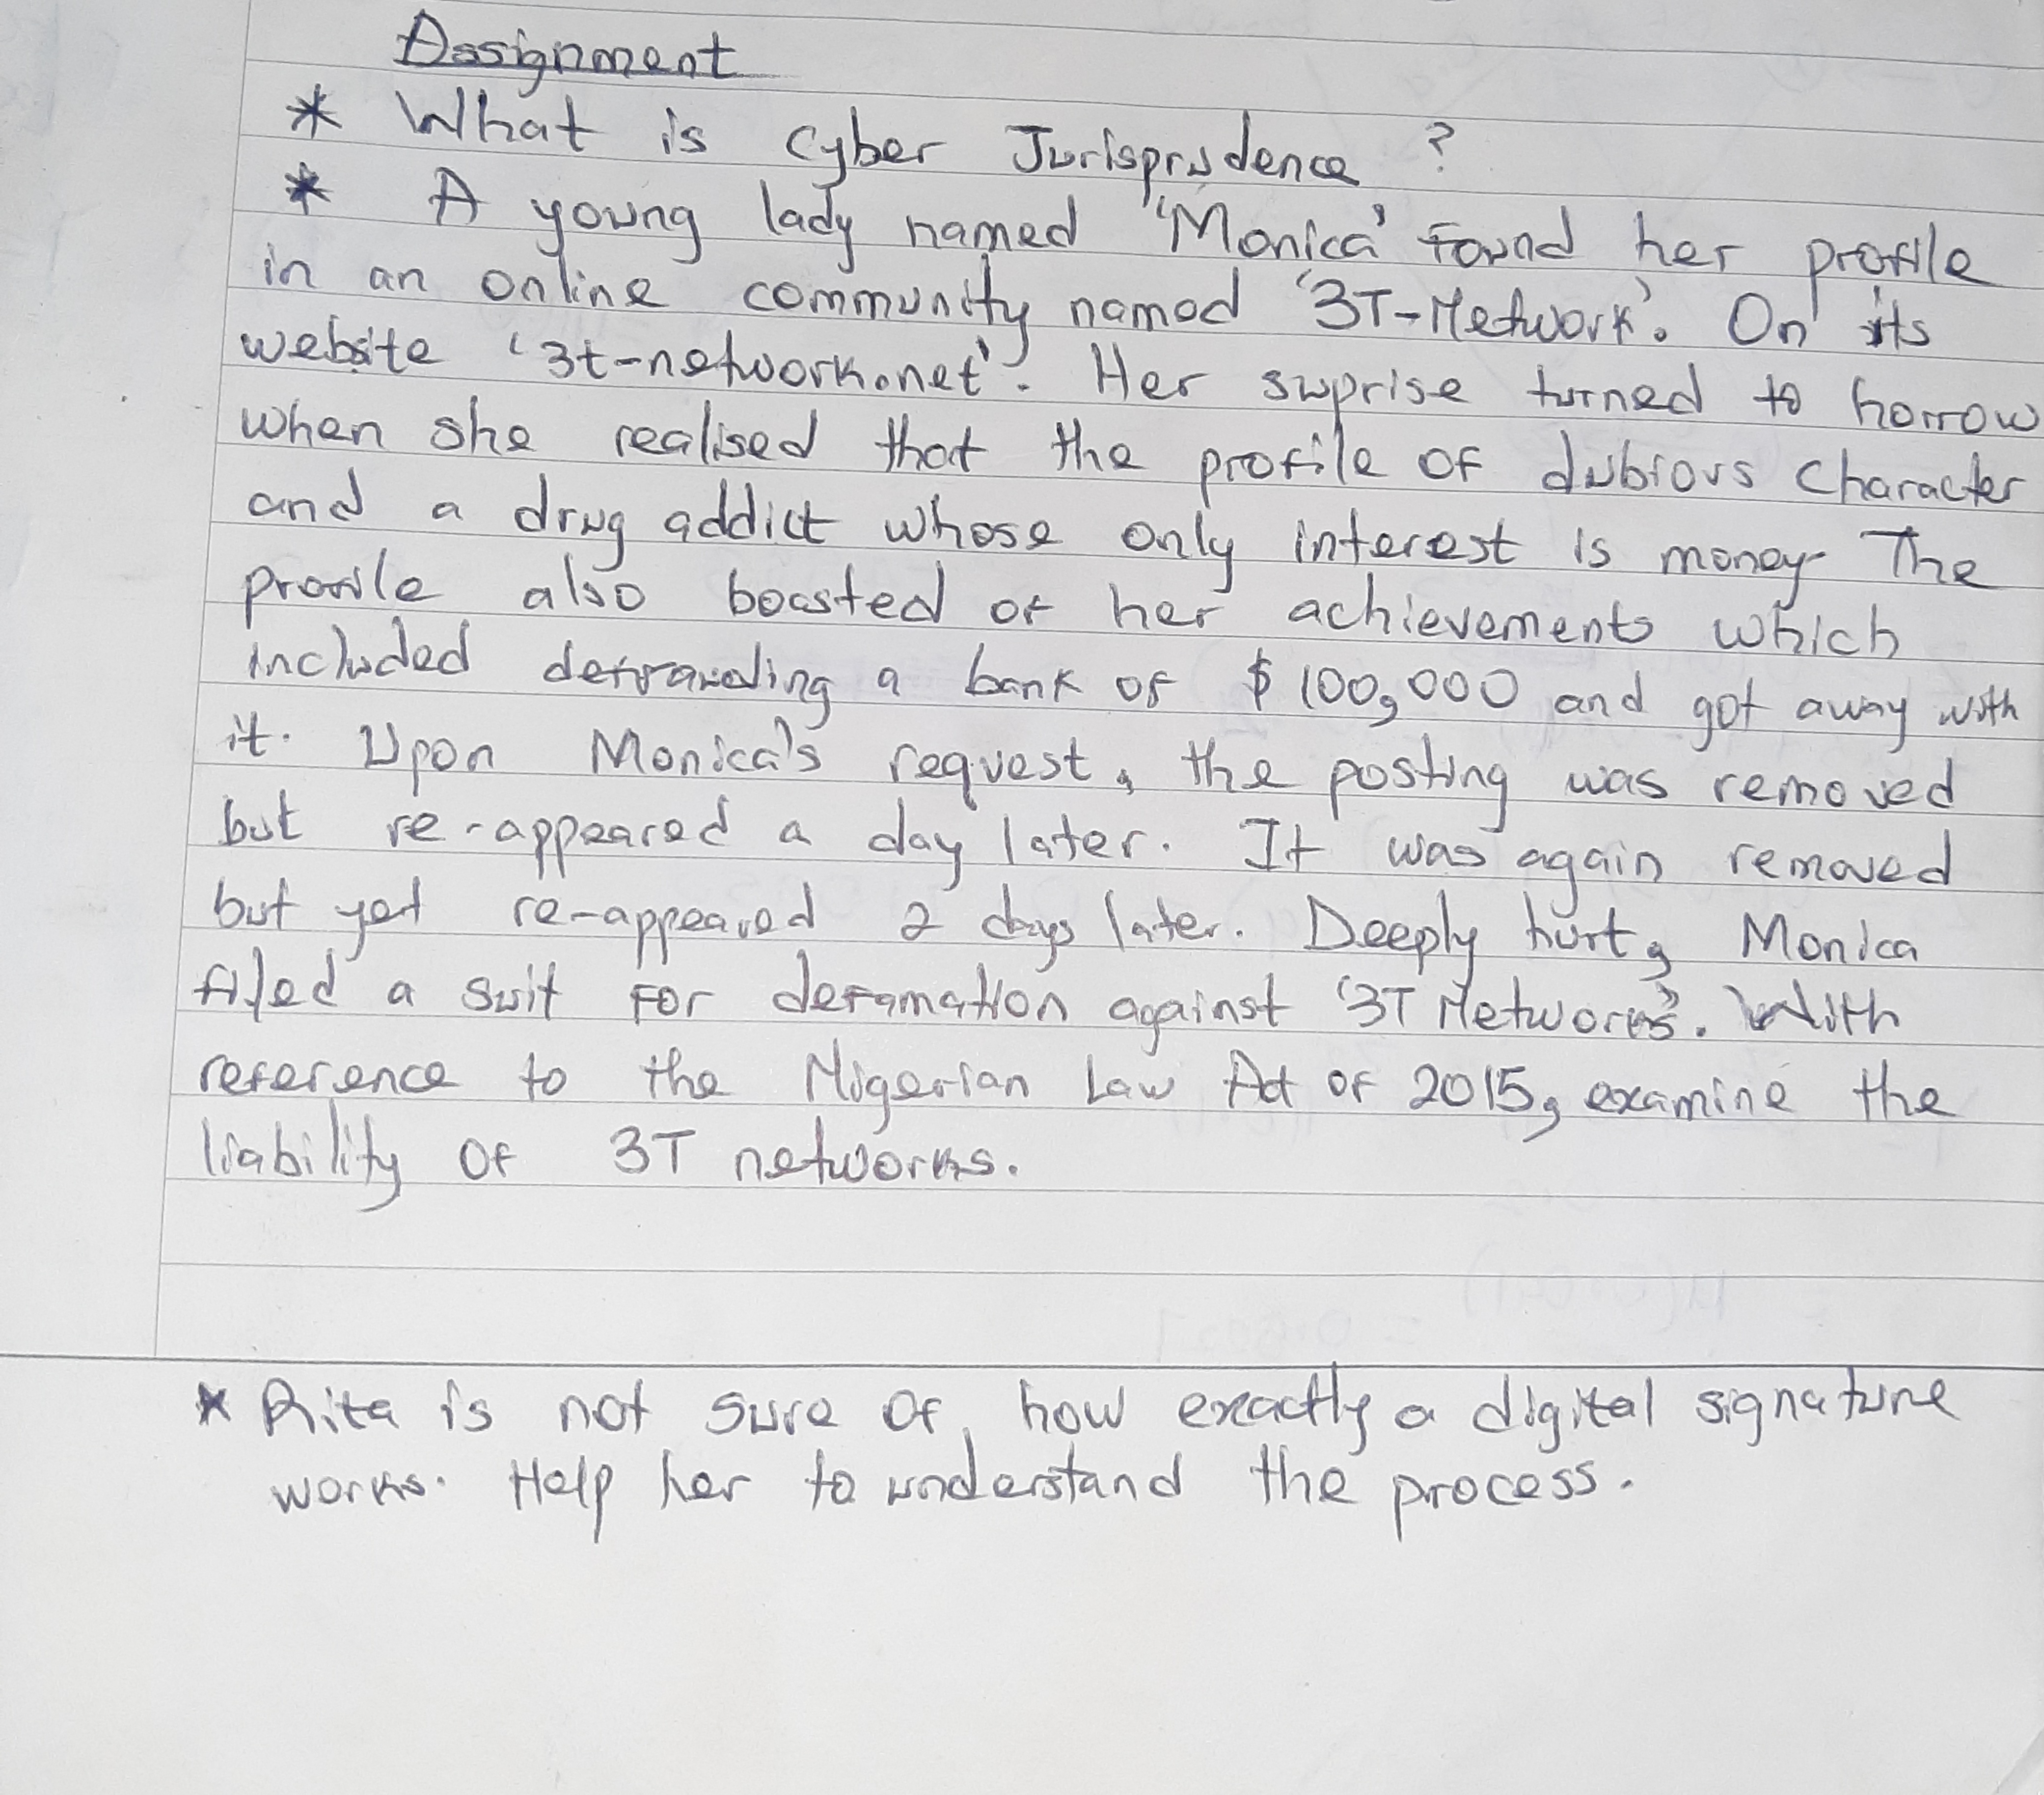 Assignment
* What is cyber Jurisprudence ?
* A young lady named "Monica' found her profile
in an online community named '3T-Network'. On its
website '3t-network.net'. Her suprise turned to horrow
when she realised that the profile of dubious character
and a drug addict whose only interest is money. The
profile also boasted of her achievements which
included defrauding a bank of $100,000 and got away with
it. Upon Monica's request, the posting was removed
but re-appeared a day later. It was again removed
but yet re-appeared 2 days later. Deeply hurt, Monica
filed a suit for defamation against '3T Networks'. With
reference to the Nigerian Law Act of 2015, examine the
liability of 3T networks.
* Rita is not sure of how exactly a digital signature
works. Help her to understand the process.